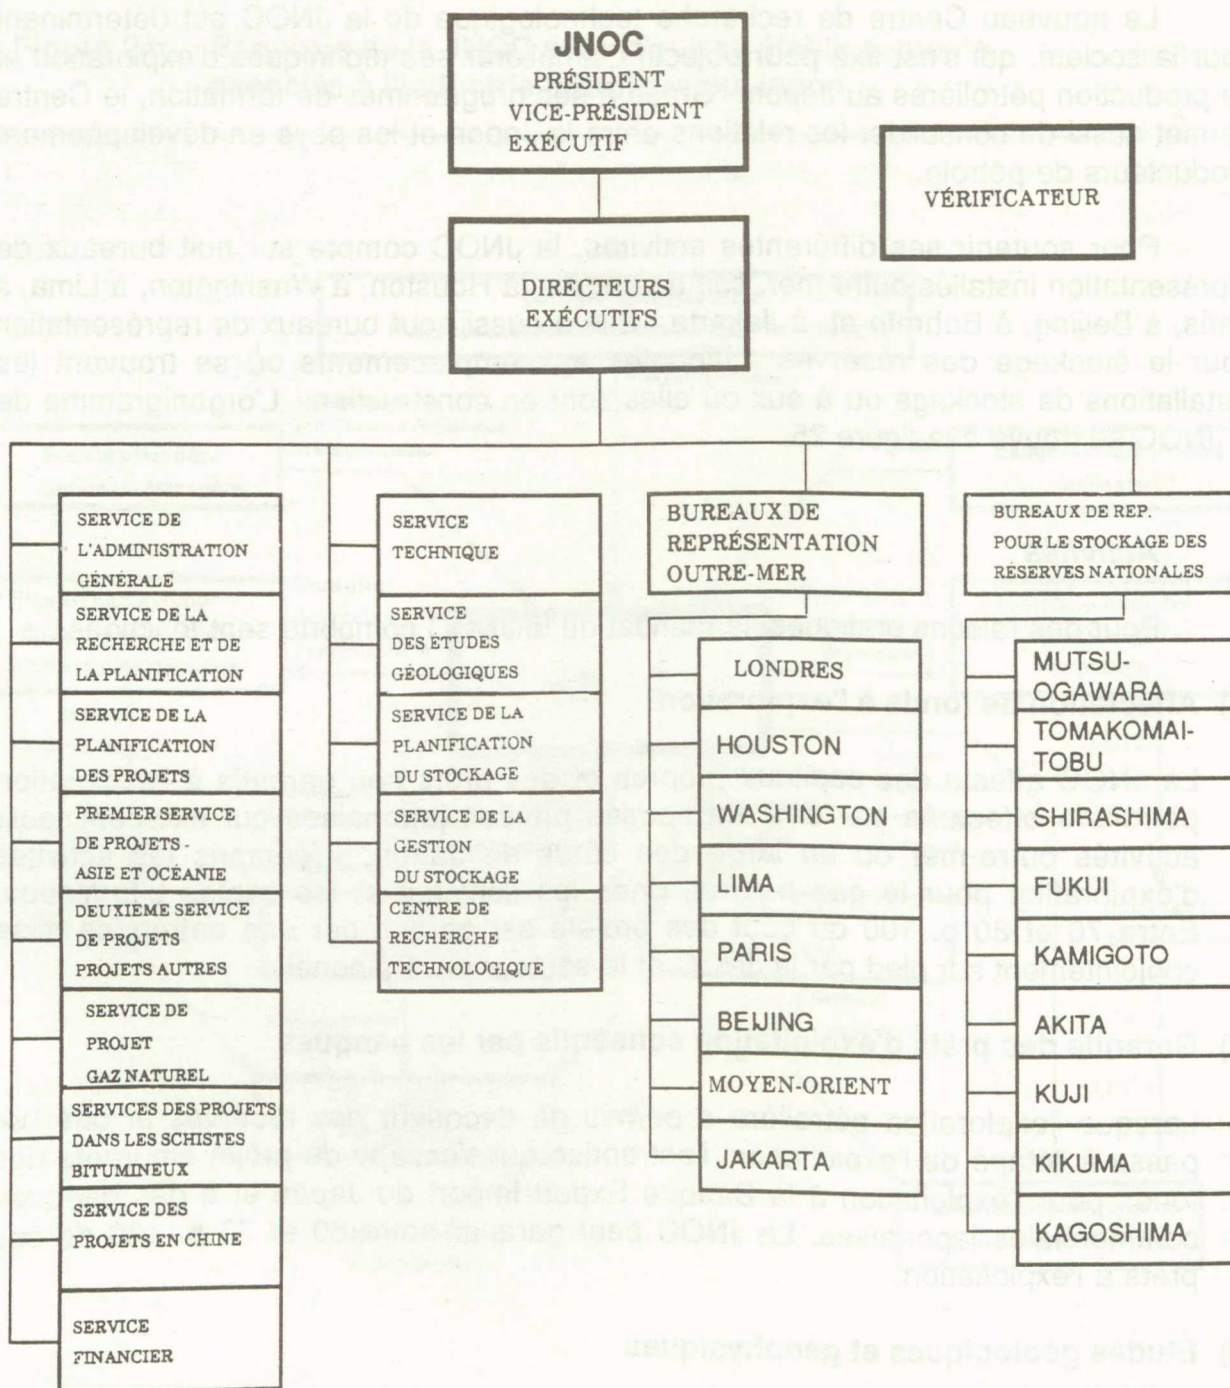 JNOC
PRÉSIDENT
VICE-PRÉSIDENT
EXÉCUTIF
VÉRIFICATEUR
DIRECTEURS
EXÉCUTIFS
SERVICE DE
L'ADMINISTRATION
GÉNÉRALE
SERVICE DE LA
RECHERCHE ET DE
LA PLANIFICATION
SERVICE DE LA
PLANIFICATION
DES PROJETS
PREMIER SERVICE
DE PROJETS -
ASIE ET OCÉANIE
DEUXIÈME SERVICE
DE PROJETS
PROJETS AUTRES
SERVICE DE
PROJET
GAZ NATUREL
SERVICES DES PROJETS
DANS LES SCHISTES
BITUMINEUX
SERVICE DES
PROJETS EN CHINE
SERVICE
FINANCIER
SERVICE
TECHNIQUE
SERVICE
DES ÉTUDES
GÉOLOGIQUES
SERVICE DE LA
PLANIFICATION
DU STOCKAGE
SERVICE DE LA
GESTION
DU STOCKAGE
CENTRE DE
RECHERCHE
TECHNOLOGIQUE
BUREAUX DE
REPRÉSENTATION
OUTRE-MER
LONDRES
HOUSTON
WASHINGTON
LIMA
PARIS
BEIJING
MOYEN-ORIENT
JAKARTA
BUREAUX DE REP.
POUR LE STOCKAGE DES
RÉSERVES NATIONALES
MUTSU-
OGAWARA
TOMAKOMAI-
TOBU
SHIRASHIMA
FUKUI
KAMIGOTO
AKITA
KUJI
KIKUMA
KAGOSHIMA